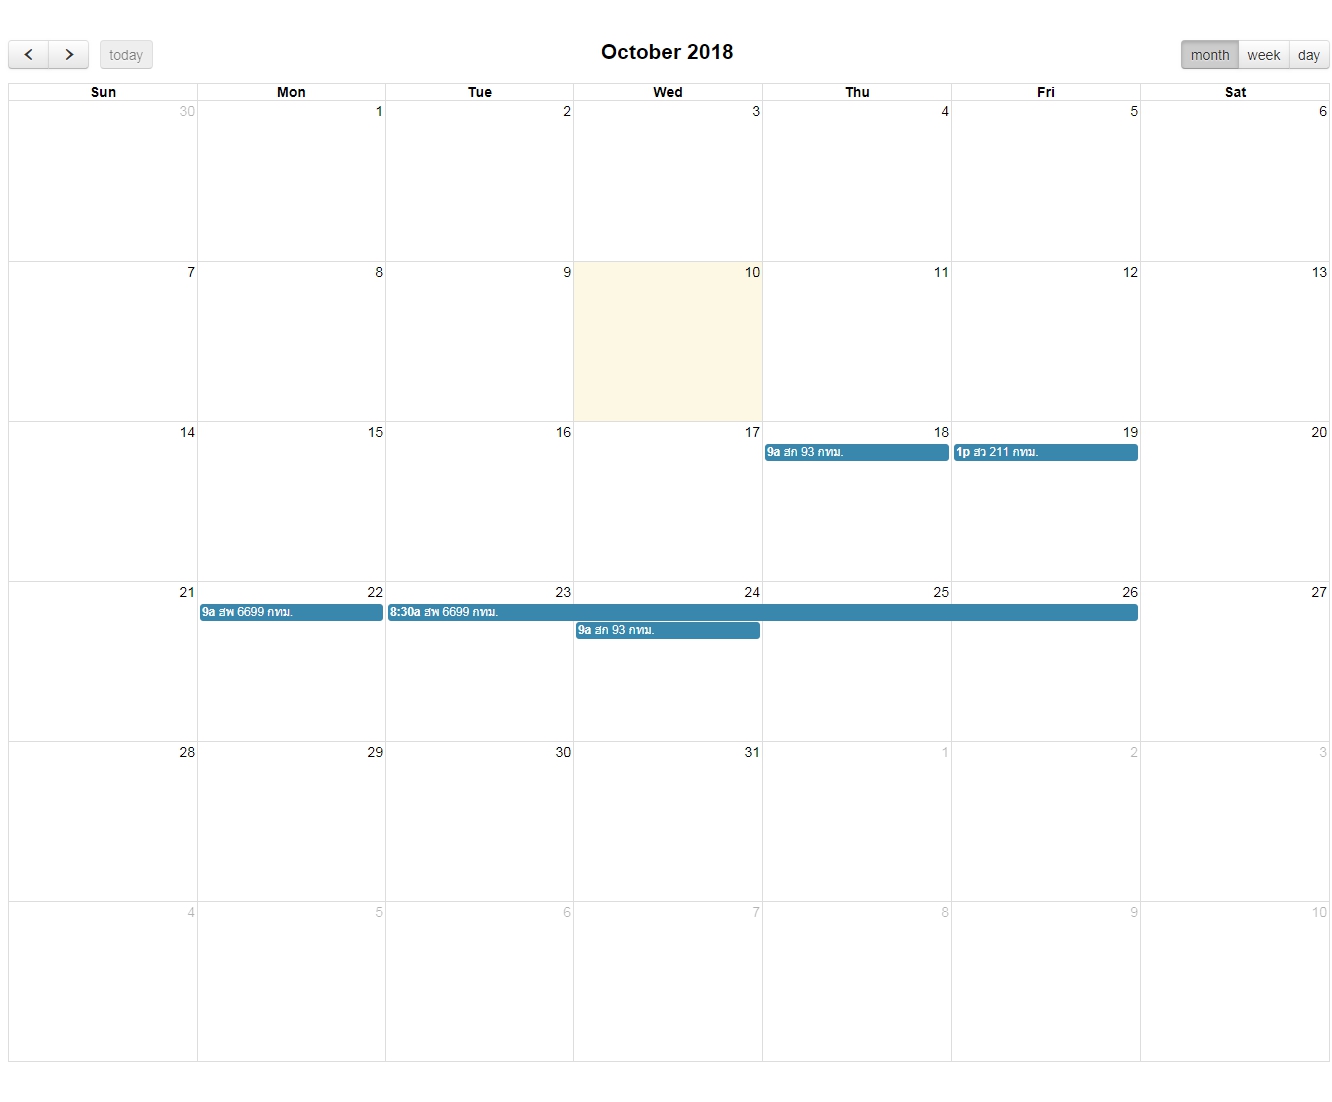 today
October 2018
month week day
Sun Mon Tue Wed Thu Fri Sat
30 1 2 3 4 5 6
7 8 9 10 11 12 13
14 15 16 17 18 19 20
9a สก 93 กทม. 1p สว 211 กทม.
21 22 23 24 25 26 27
9a สพ 6699 กทม. 8:30a สพ 6699 กทม.
9a สก 93 กทม.
28 29 30 31 1 2 3
4 5 6 7 8 9 10